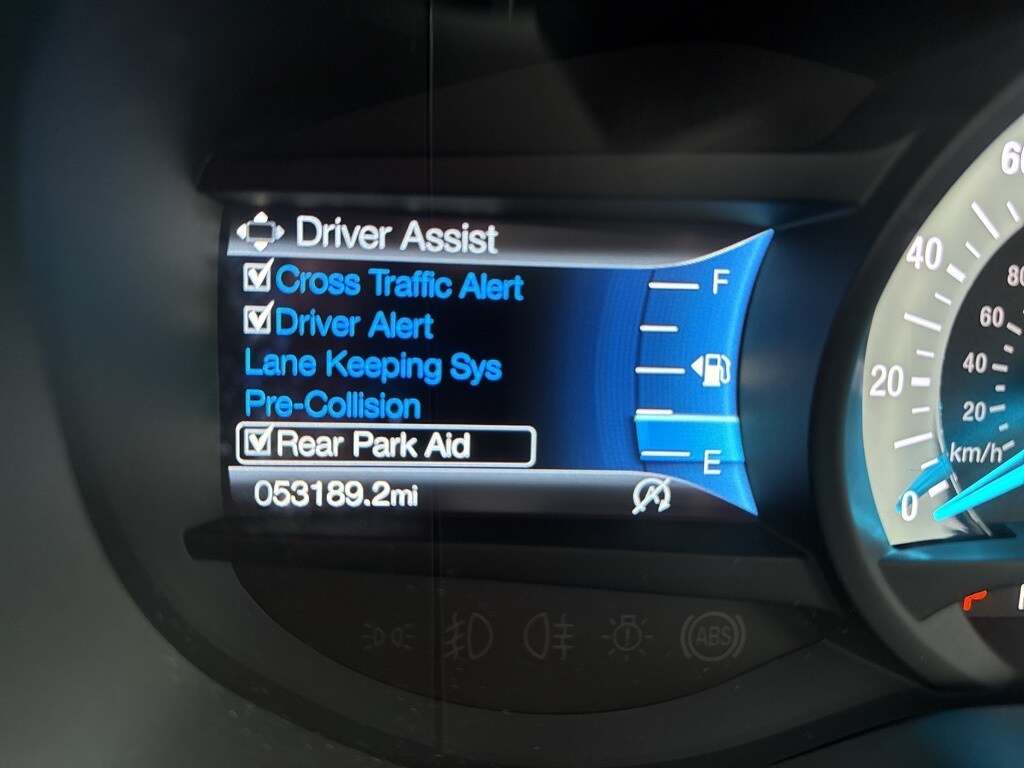 Driver Assist
Cross Traffic Alert
Driver Alert
Lane Keeping Sys
Pre-Collision
Rear Park Aid
053189.2mi
F
E
40
20
0
80
60
40
20
km/h
ABS